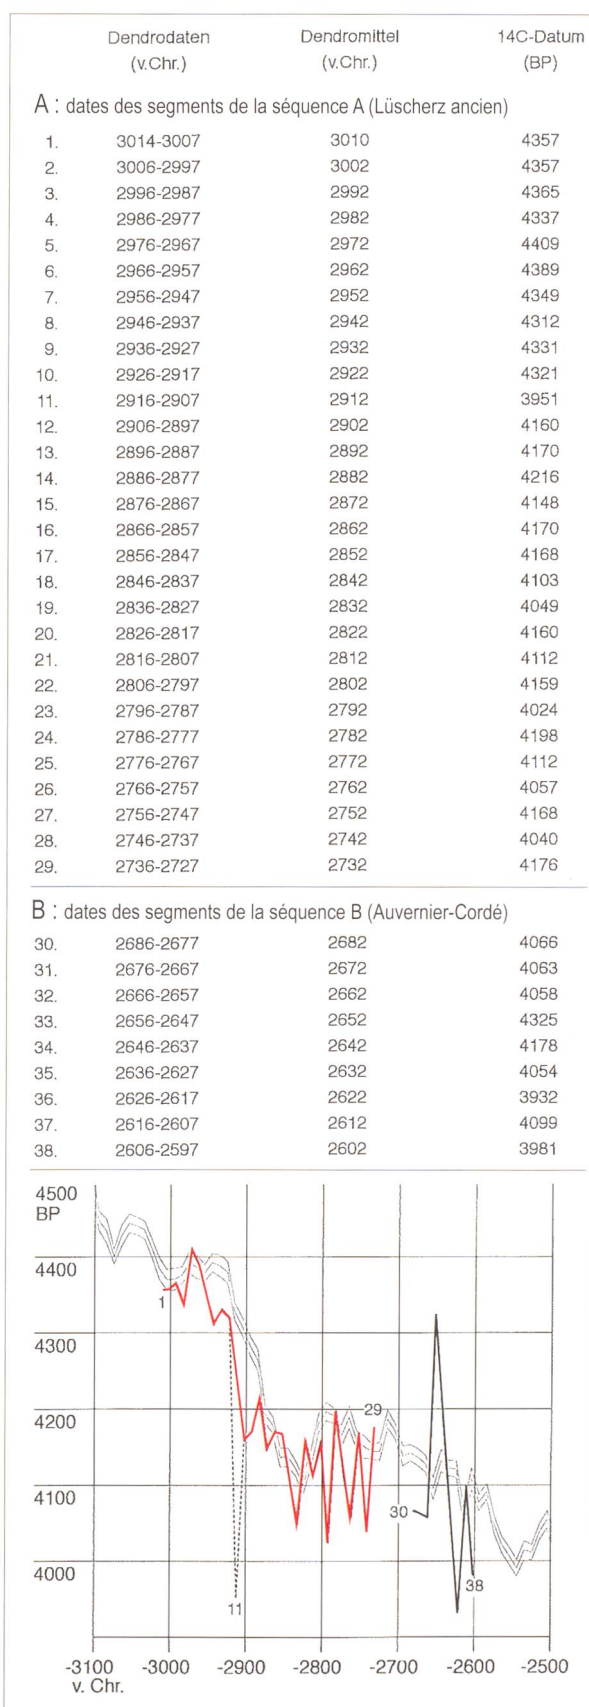 Dendrodaten Dendromittel 14C-Datum
(v.Chr.) (v.Chr.) (BP)
A : dates des segments de la séquence A (Lüscherz ancien)
1. 3014-3007 3010 4357
2. 3006-2997 3002 4357
3. 2996-2987 2992 4365
4. 2986-2977 2982 4337
5. 2976-2967 2972 4409
6. 2966-2957 2962 4389
7. 2956-2947 2952 4349
8. 2946-2937 2942 4312
9. 2936-2927 2932 4331
10. 2926-2917 2922 4321
11. 2916-2907 2912 3951
12. 2906-2897 2902 4160
13. 2896-2887 2892 4170
14. 2886-2877 2882 4216
15. 2876-2867 2872 4148
16. 2866-2857 2862 4170
17. 2856-2847 2852 4168
18. 2846-2837 2842 4103
19. 2836-2827 2832 4049
20. 2826-2817 2822 4160
21. 2816-2807 2812 4112
22. 2806-2797 2802 4159
23. 2796-2787 2792 4024
24. 2786-2777 2782 4198
25. 2776-2767 2772 4112
26. 2766-2757 2762 4057
27. 2756-2747 2752 4168
28. 2746-2737 2742 4040
29. 2736-2727 2732 4176
B : dates des segments de la séquence B (Auvernier-Cordé)
30. 2686-2677 2682 4066
31. 2676-2667 2672 4063
32. 2666-2657 2662 4058
33. 2656-2647 2652 4325
34. 2646-2637 2642 4178
35. 2636-2627 2632 4054
36. 2626-2617 2622 3932
37. 2616-2607 2612 4099
38. 2606-2597 2602 3981
4500
BP
4400
1
4300
4200
29
4100
30
4000
38
11
-3100 -3000 -2900 -2800 -2700 -2600 -2500
v. Chr.